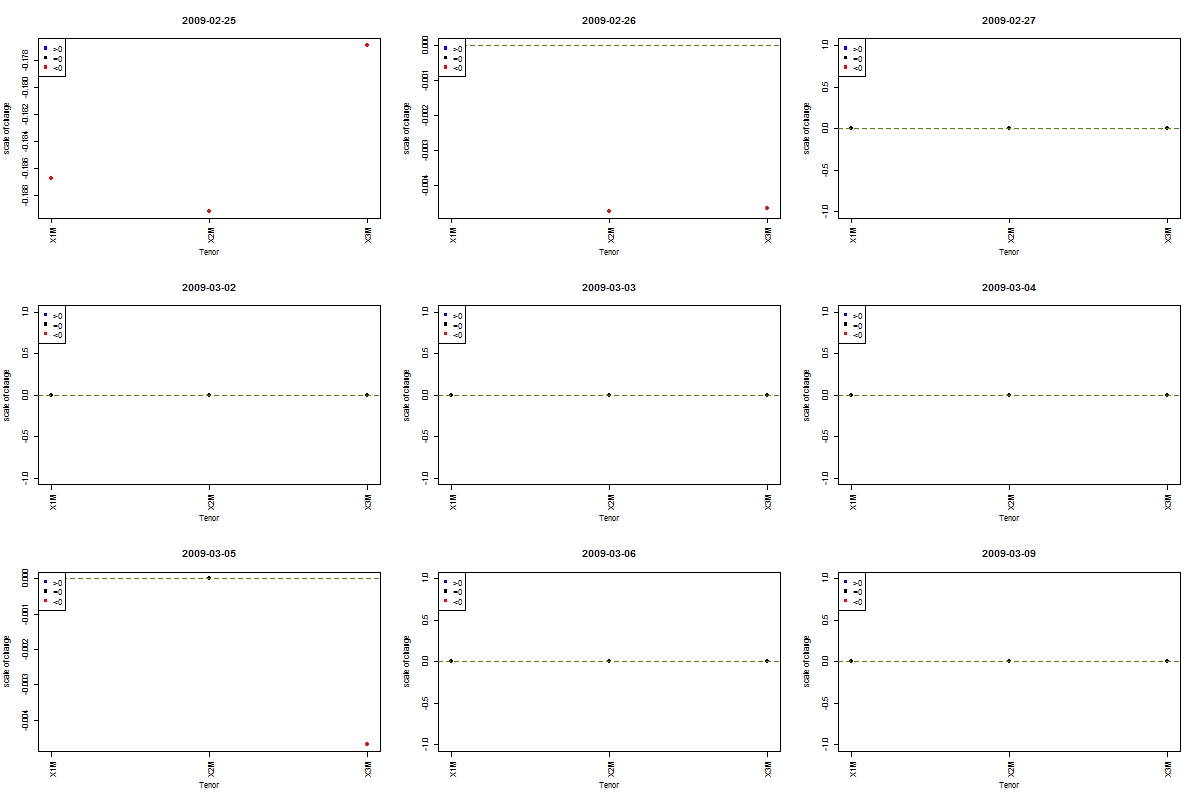 2009-02-25
>0
=0
<0
-0.178
-0.180
-0.182
-0.184
-0.186
-0.188
scale of change
X1M
X2M
X3M
Tenor
2009-02-26
>0
=0
<0
0.000
-0.001
-0.002
-0.003
-0.004
scale of change
X1M
X2M
X3M
Tenor
2009-02-27
>0
=0
<0
1.0
0.5
0.0
-0.5
-1.0
scale of change
X1M
X2M
X3M
Tenor
2009-03-02
>0
=0
<0
1.0
0.5
0.0
-0.5
-1.0
scale of change
X1M
X2M
X3M
Tenor
2009-03-03
>0
=0
<0
1.0
0.5
0.0
-0.5
-1.0
scale of change
X1M
X2M
X3M
Tenor
2009-03-04
>0
=0
<0
1.0
0.5
0.0
-0.5
-1.0
scale of change
X1M
X2M
X3M
Tenor
2009-03-05
>0
=0
<0
0.000
-0.001
-0.002
-0.003
-0.004
scale of change
X1M
X2M
X3M
Tenor
2009-03-06
>0
=0
<0
1.0
0.5
0.0
-0.5
-1.0
scale of change
X1M
X2M
X3M
Tenor
2009-03-09
>0
=0
<0
1.0
0.5
0.0
-0.5
-1.0
scale of change
X1M
X2M
X3M
Tenor